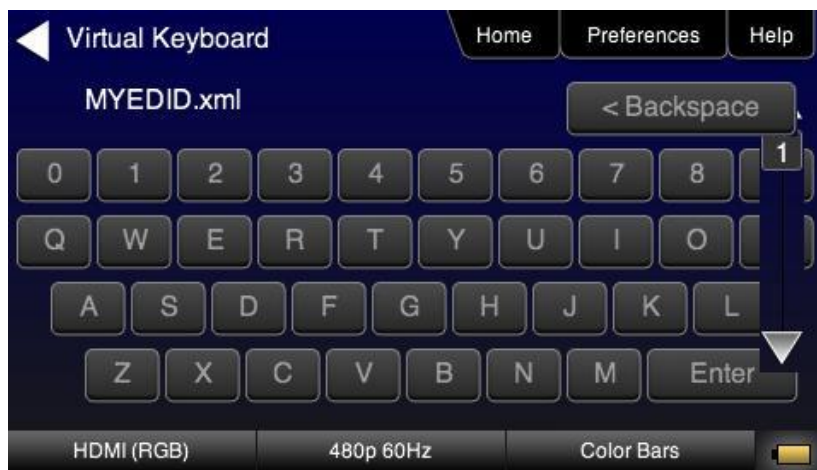 Virtual Keyboard Home Preferences Help
MYEDID.xml < Backspace
1
0 1 2 3 4 5 6 7 8
Q W E R T Y U I O
A S D F G H J K L
Z X C V B N M Enter
HDMI (RGB) 480p 60Hz Color Bars